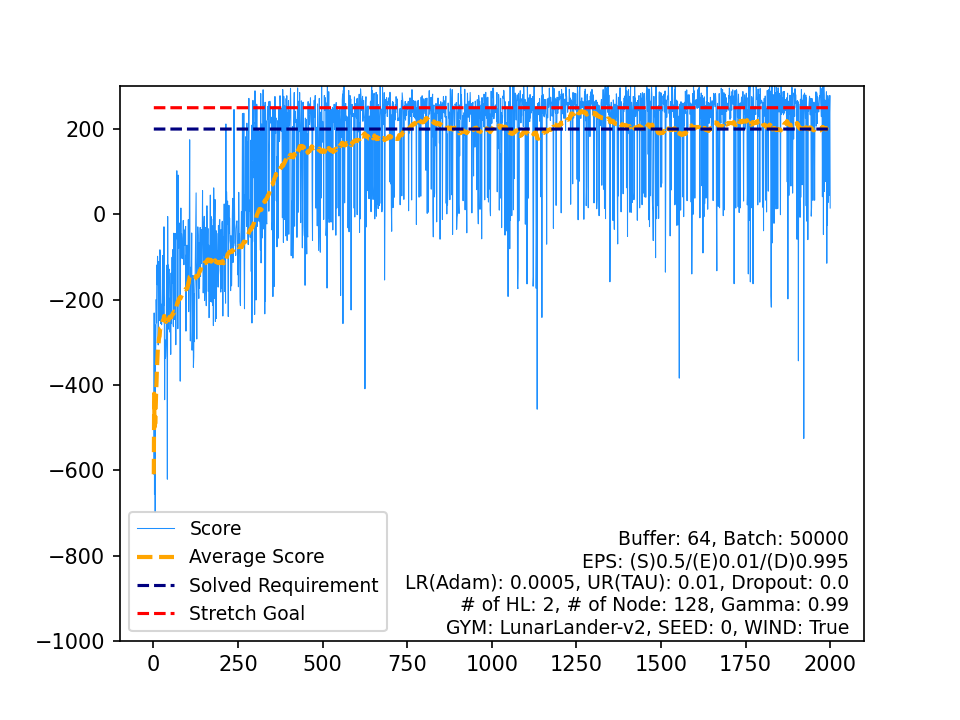 200
0
−200
−400
−600
−800
−1000
0 250 500 750 1000 1250 1500 1750 2000
Score
Average Score
Solved Requirement
Stretch Goal
Buffer: 64, Batch: 50000
EPS: (S)0.5/(E)0.01/(D)0.995
LR(Adam): 0.0005, UR(TAU): 0.01, Dropout: 0.0
# of HL: 2, # of Node: 128, Gamma: 0.99
GYM: LunarLander-v2, SEED: 0, WIND: True